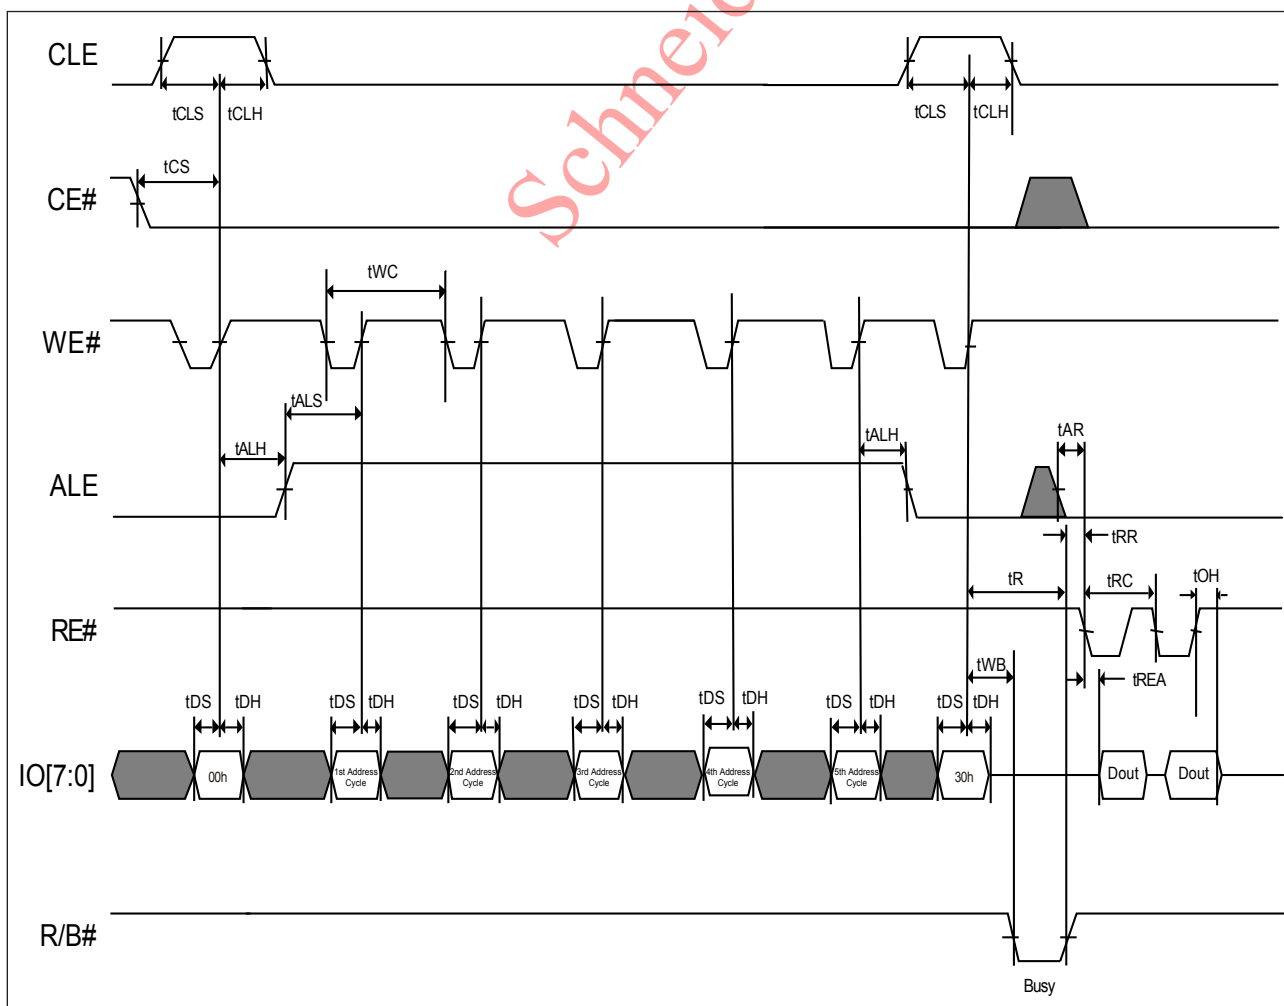 Schneid
CLE
tCLS tCLH
tCLS tCLH
CE#
tCS
WE#
tWC
ALE
tALS
tALH
tALH
tAR
tRR
RE#
tR
tRC
tOH
tWB
tREA
tDS tDH
tDS tDH
tDS tDH
tDS tDH
tDS tDH
tDS tDH
tDS tDH
IO[7:0]
00h
1st Address
Cycle
2nd Address
Cycle
3rd Address
Cycle
4th Address
Cycle
5th Address
Cycle
30h
Dout
Dout
R/B#
Busy